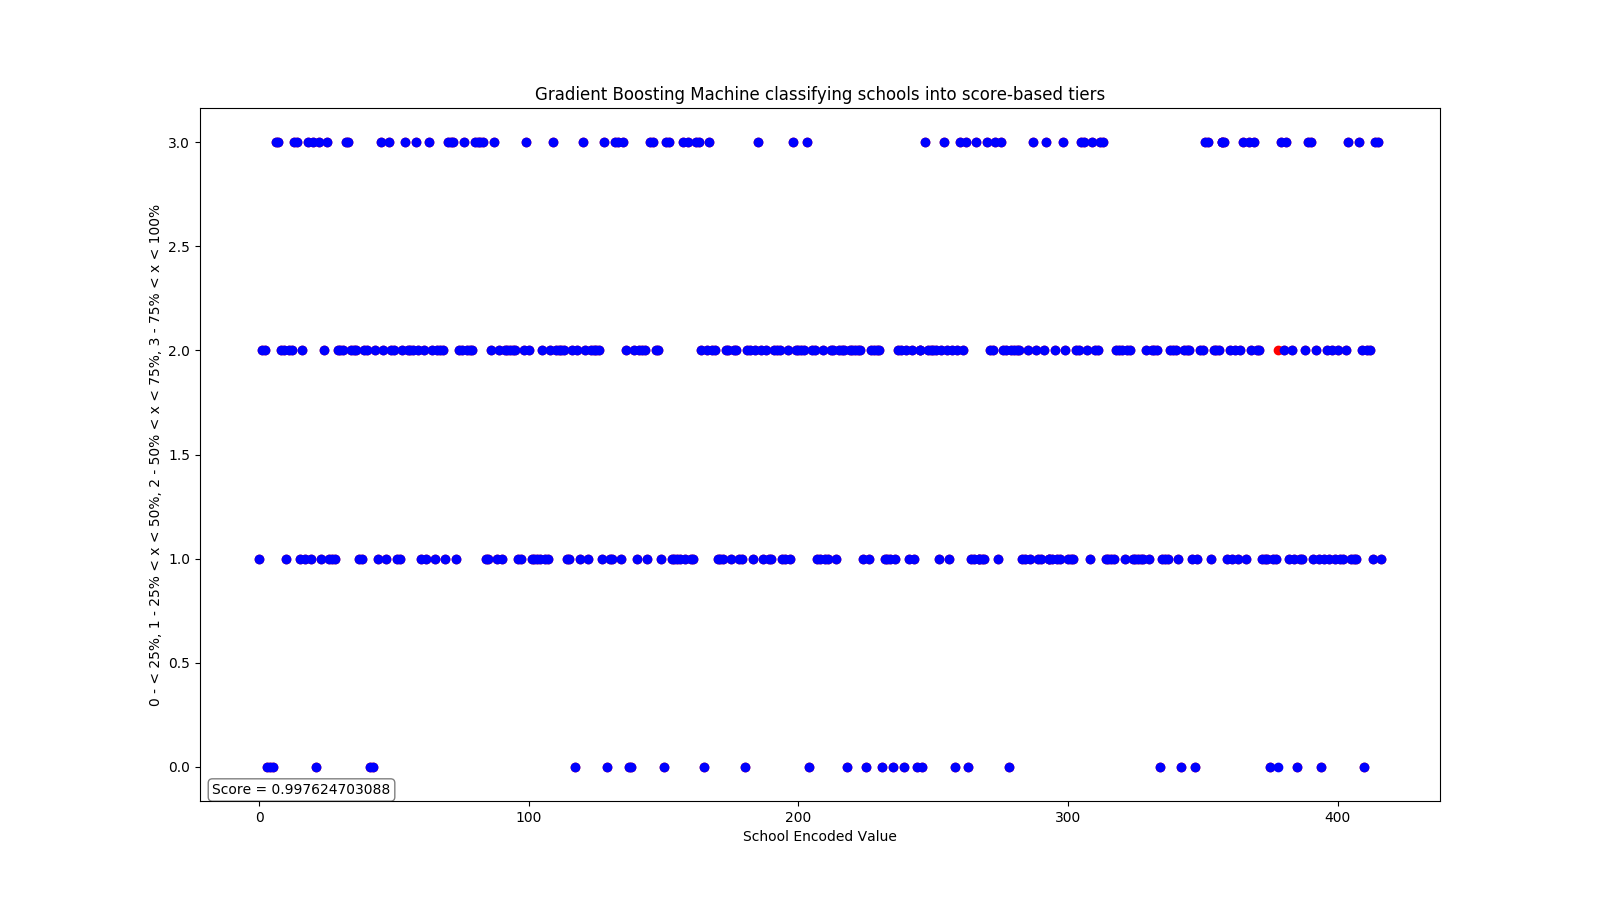 Gradient Boosting Machine classifying schools into score-based tiers
3.0
2.5
2.0
1.5
1.0
0.5
0.0
0 - < 25%, 1 - 25% < x < 50%, 2 - 50% < x < 75%, 3 - 75% < x < 100%
Score = 0.997624703088
0 100 200 300 400
School Encoded Value